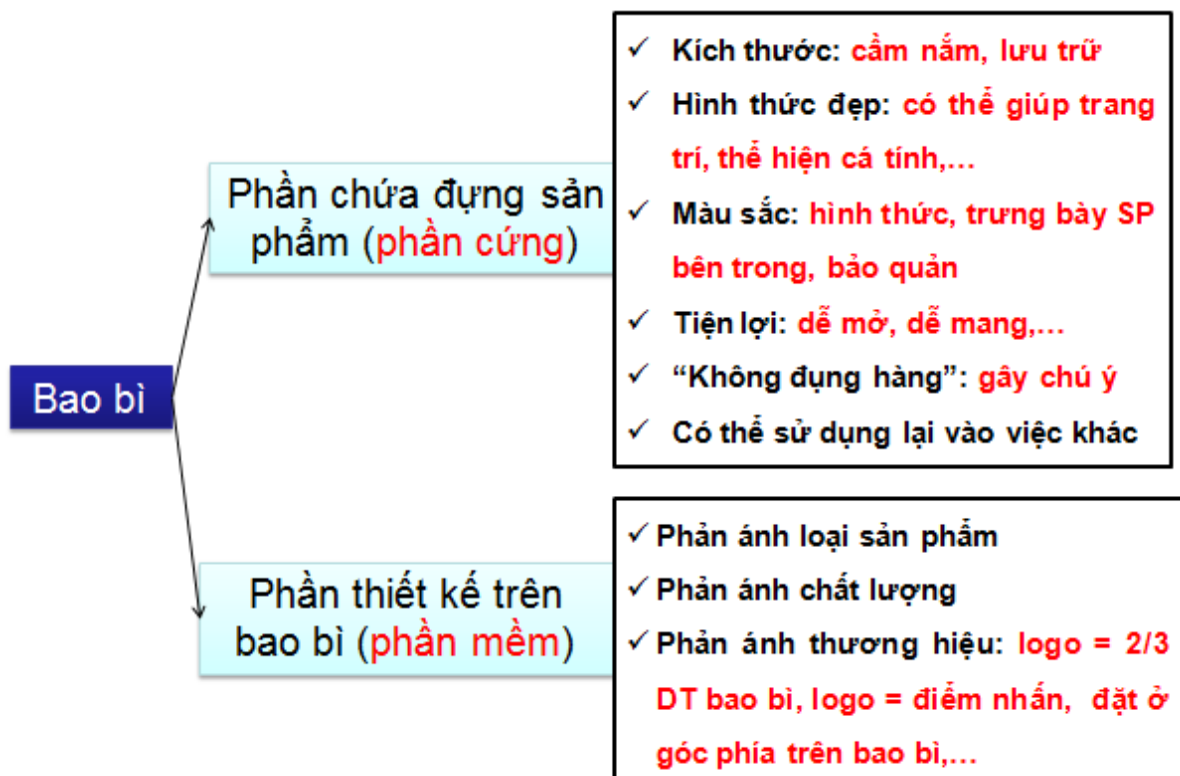 Bao bì
Phần chứa đựng sản
phẩm (phần cứng)
✓ Kích thước: cầm nắm, lưu trữ
✓ Hình thức đẹp: có thể giúp trang
trí, thể hiện cá tính,...
✓ Màu sắc: hình thức, trưng bày SP
bên trong, bảo quản
✓ Tiện lợi: dễ mở, dễ mang,...
✓ “Không đụng hàng”: gây chú ý
✓ Có thể sử dụng lại vào việc khác
Phần thiết kế trên
bao bì (phần mềm)
✓ Phản ánh loại sản phẩm
✓ Phản ánh chất lượng
✓ Phản ánh thương hiệu: logo = 2/3
DT bao bì, logo = điểm nhấn, đặt ở
góc phía trên bao bì,...